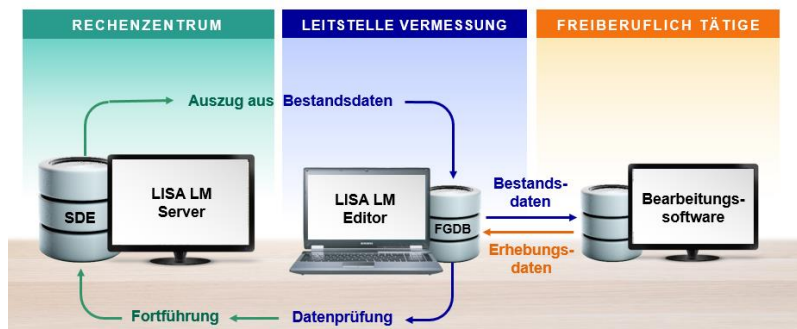 RECHENZENTRUM
LEITSTELLE VERMESSUNG
FREIBERUFLICH TÄTIGE
Auszug aus Bestandsdaten
SDE
LISA LM
Server
LISA LM
Editor
FGDB
Bestands-
daten
Erhebungs-
daten
Bearbeitungs-
software
Fortführung
Datenprüfung